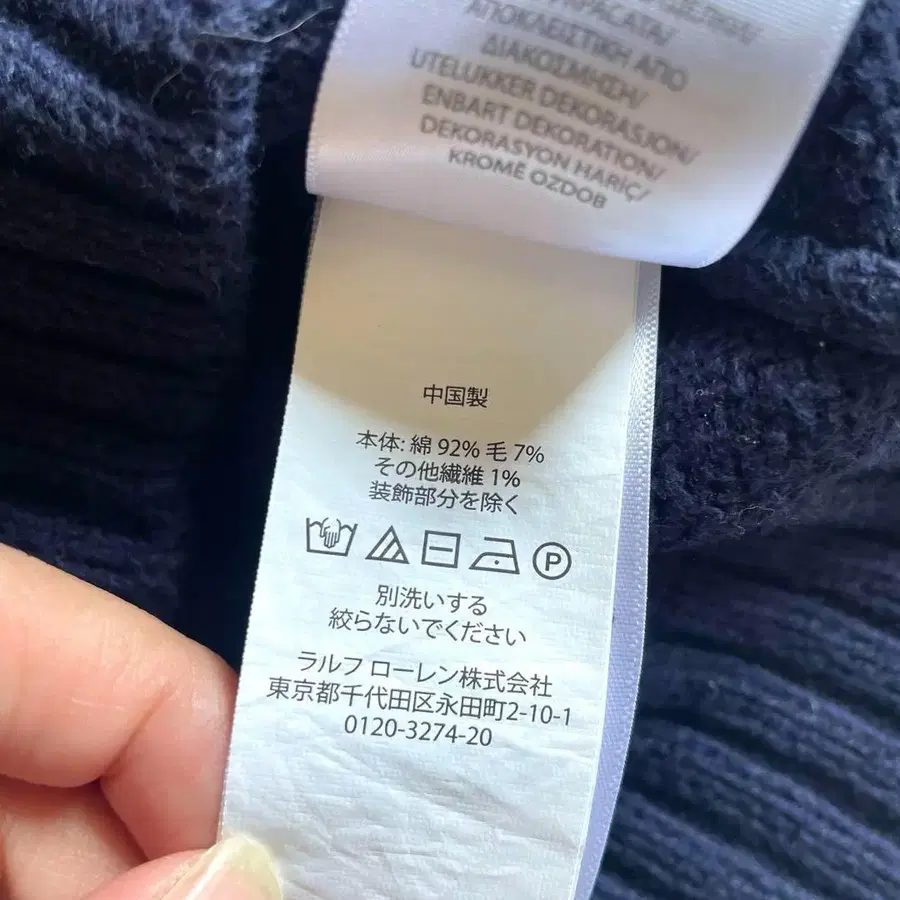 ΑΠΟΚΛΕΙΣΤΙΚΗ ΑΠΟ
ΔΙΑΚΟΣΜΗΣΗ/
UTELUKKER DEKORASJON/
ENBART DEKORATION/
DEKORASYON HARIÇ/
KROMĚ OZDOB
中国製
本体: 綿 92% 毛 7%
その他繊維 1%
装飾部分を除く
P
別洗いする
絞らないでください
ラルフ ローレン株式会社
東京都千代田区永田町2-10-1
0120-3274-20